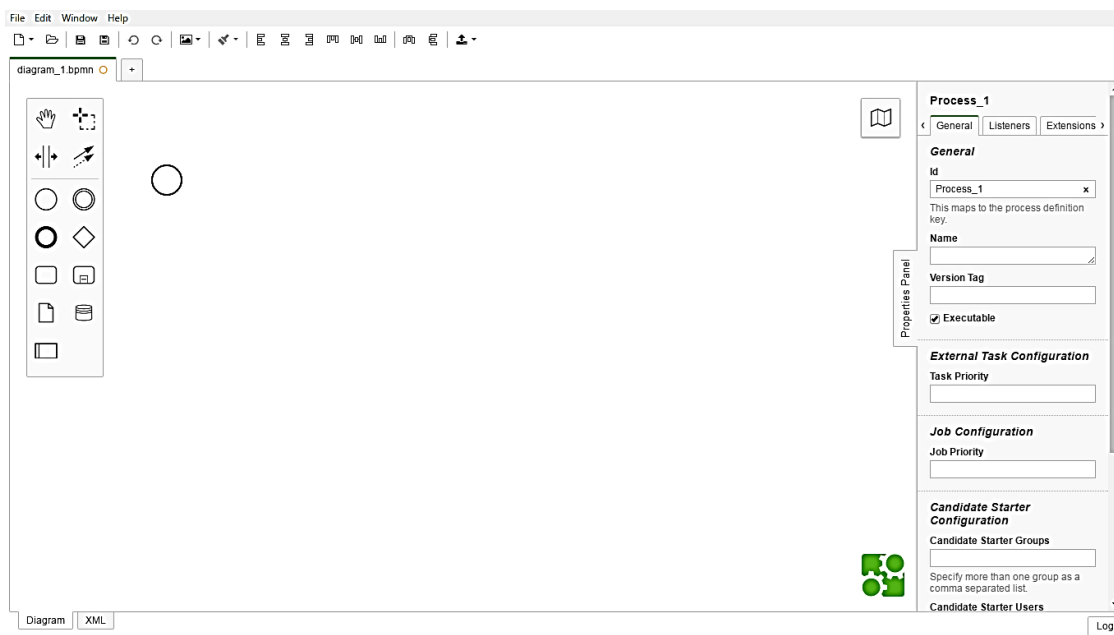 File Edit Window Help
diagram_1.bpmn +
Process_1
General Listeners Extensions
General
Id
Process_1
This maps to the process definition
key.
Name
Version Tag
Executable
Properties Panel
External Task Configuration
Task Priority
Job Configuration
Job Priority
Candidate Starter
Configuration
Candidate Starter Groups
Specify more than one group as a
comma separated list.
Candidate Starter Users
Diagram XML
Log